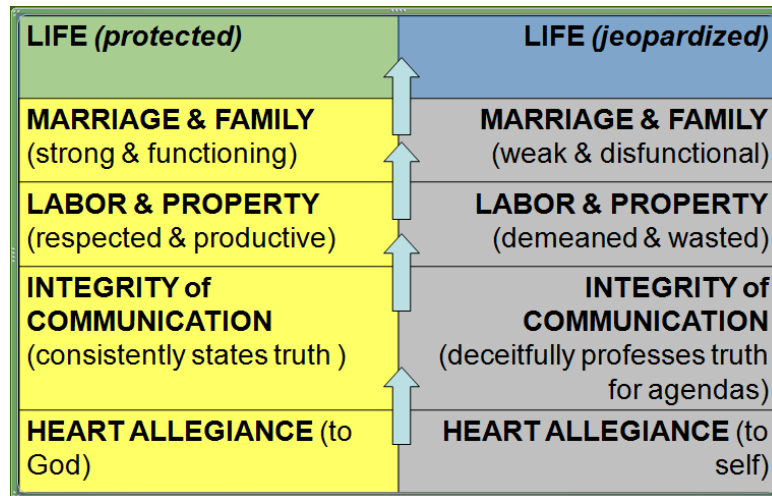 LIFE (protected)
LIFE (jeopardized)
MARRIAGE & FAMILY
(strong & functioning)
MARRIAGE & FAMILY
(weak & disfunctional)
LABOR & PROPERTY
(respected & productive)
LABOR & PROPERTY
(demeaned & wasted)
INTEGRITY of
COMMUNICATION
(consistently states truth )
INTEGRITY of
COMMUNICATION
(deceitfully professes truth
for agendas)
HEART ALLEGIANCE (to
God)
HEART ALLEGIANCE (to
self)